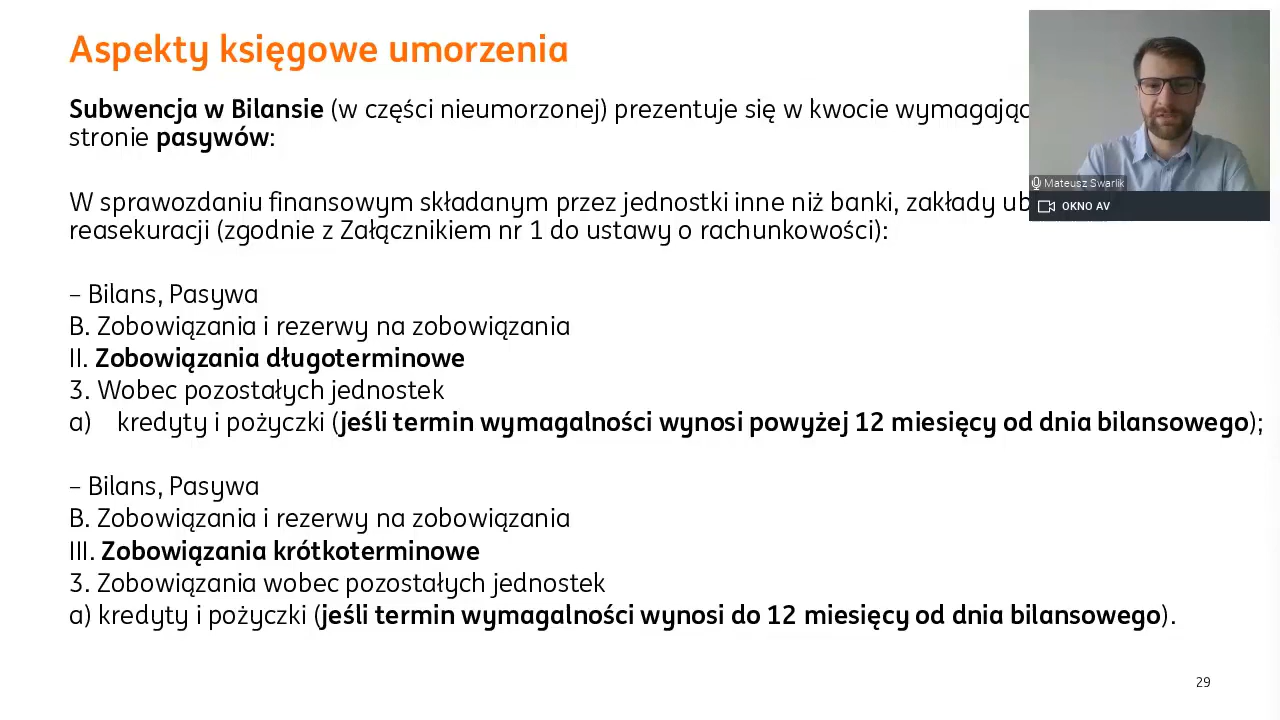 Aspekty księgowe umorzenia
Subwencja w Bilansie (w części nieumorzonej) prezentuje się w kwocie
stronie pasywów:
W sprawozdaniu finansowym składanym przez jednostki inne niż banki, zakłady
reasekuracji (zgodnie z Załącznikiem nr 1 do ustawy o rachunkowości):
– Bilans, Pasywa
B. Zobowiązania i rezerwy na zobowiązania
II. Zobowiązania długoterminowe
3. Wobec pozostałych jednostek
a) kredyty i pożyczki (jeśli termin wymagalności wynosi powyżej 12 miesięcy od dnia bilansowego);
– Bilans, Pasywa
B. Zobowiązania i rezerwy na zobowiązania
III. Zobowiązania krótkoterminowe
3. Zobowiązania wobec pozostałych jednostek
a) kredyty i pożyczki (jeśli termin wymagalności wynosi do 12 miesięcy od dnia bilansowego).
Mateusz Swarlik
OKNO AV
29